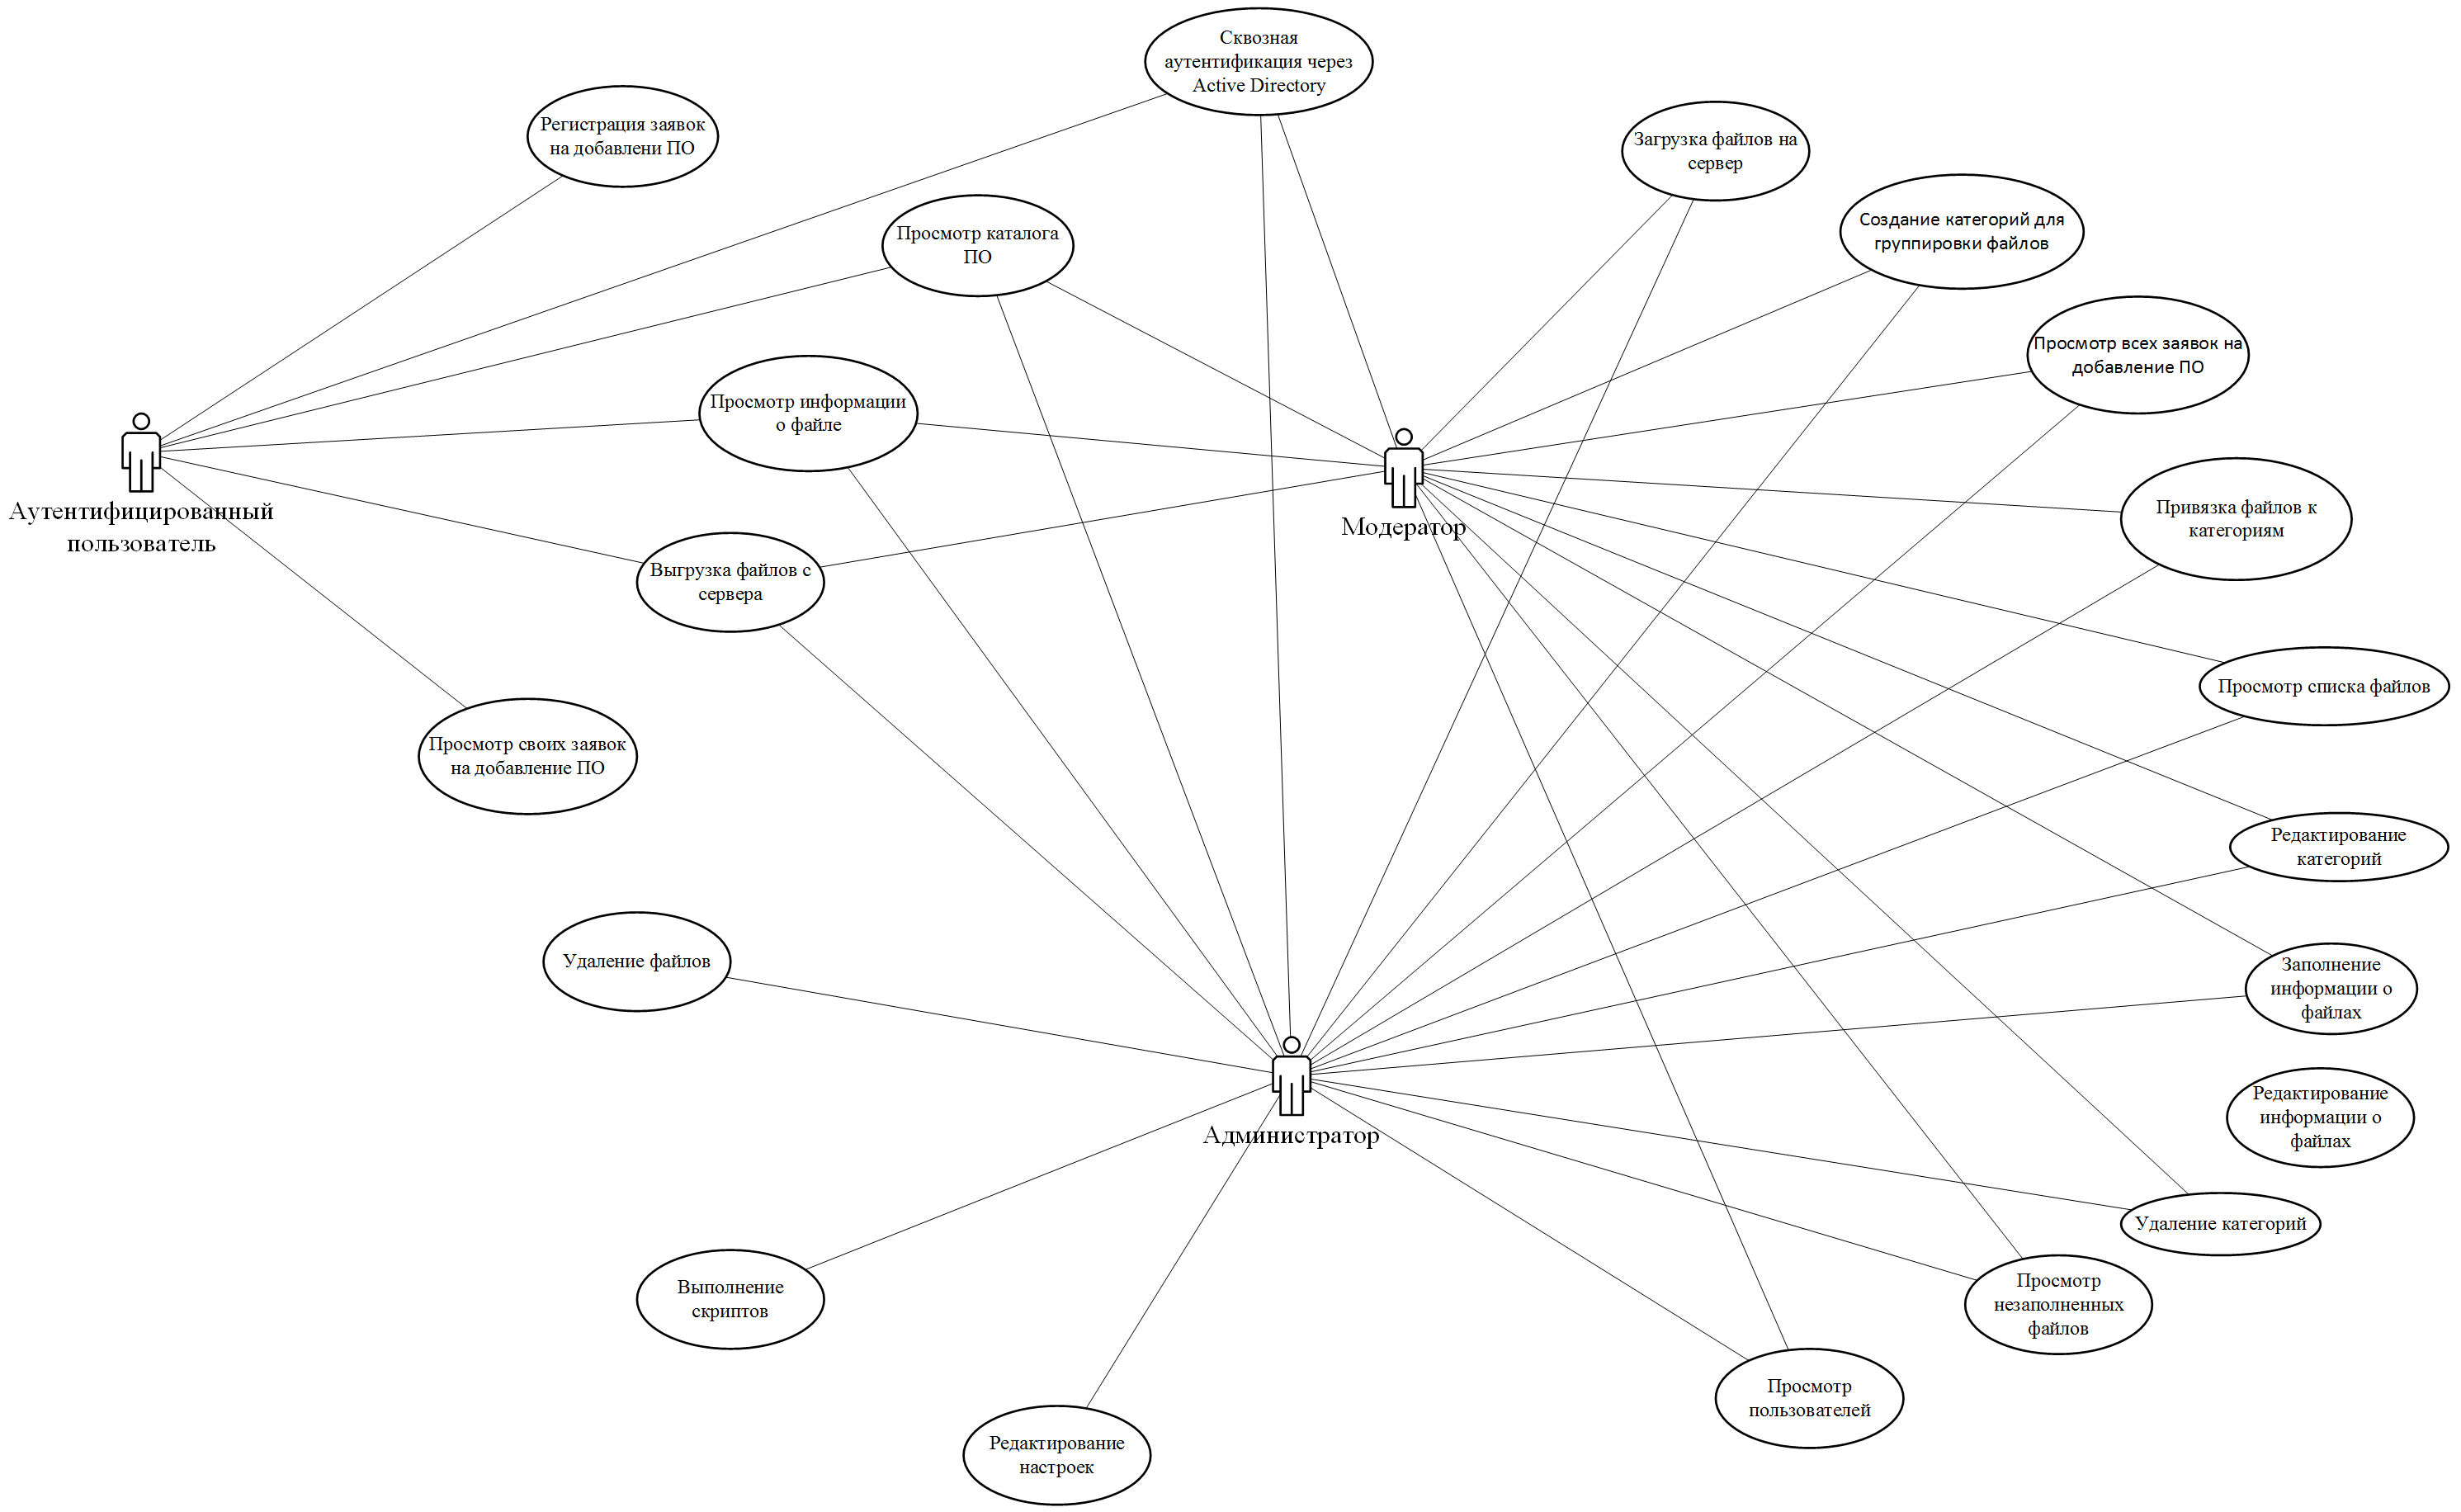 Сквозная
аутентификация через
Active Directory
Регистрация заявок
на добавлени ПО
Загрузка файлов на
сервер
Просмотр каталога
ПО
Создание категорий для
группировки файлов
Просмотр всех заявок на
добавление ПО
Просмотр информации
о файле
Аутентифицированный
пользователь
Модератор
Привязка файлов к
категориям
Выгрузка файлов с
сервера
Просмотр списка файлов
Просмотр своих заявок
на добавление ПО
Редактирование
категорий
Удаление файлов
Заполнение
информации о
файлах
Администратор
Редактирование
информации о
файлах
Удаление категорий
Выполнение
скриптов
Просмотр
незаполненных
файлов
Просмотр
пользователей
Редактирование
настроек